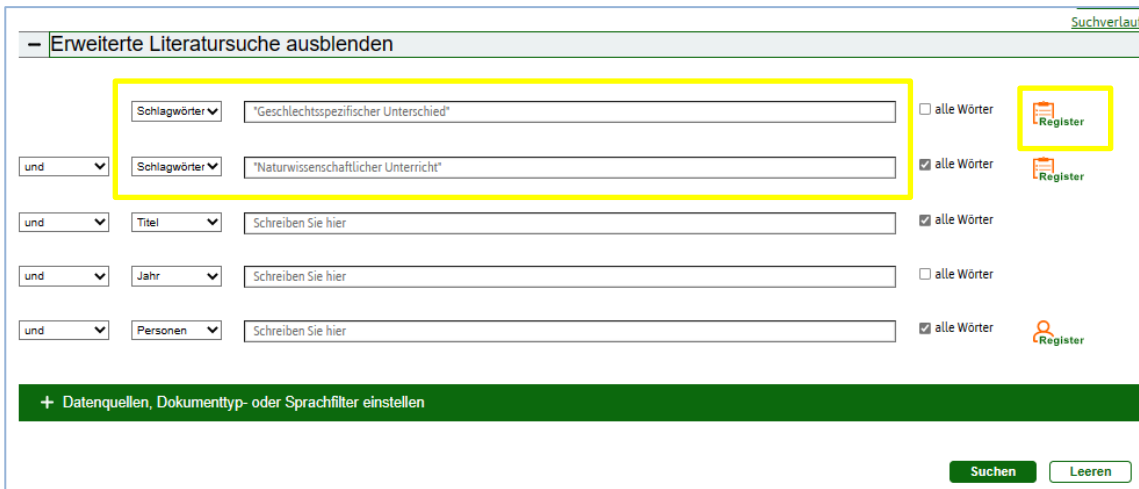 Suchverlauf
– Erweiterte Literatursuche ausblenden
Schlagwörter "Geschlechtsspezifischer Unterschied" alle Wörter Register
und Schlagwörter "Naturwissenschaftlicher Unterricht" alle Wörter Register
und Titel Schreiben Sie hier alle Wörter
und Jahr Schreiben Sie hier alle Wörter
und Personen Schreiben Sie hier alle Wörter Register
+ Datenquellen, Dokumenttyp- oder Sprachfilter einstellen
Suchen Leeren